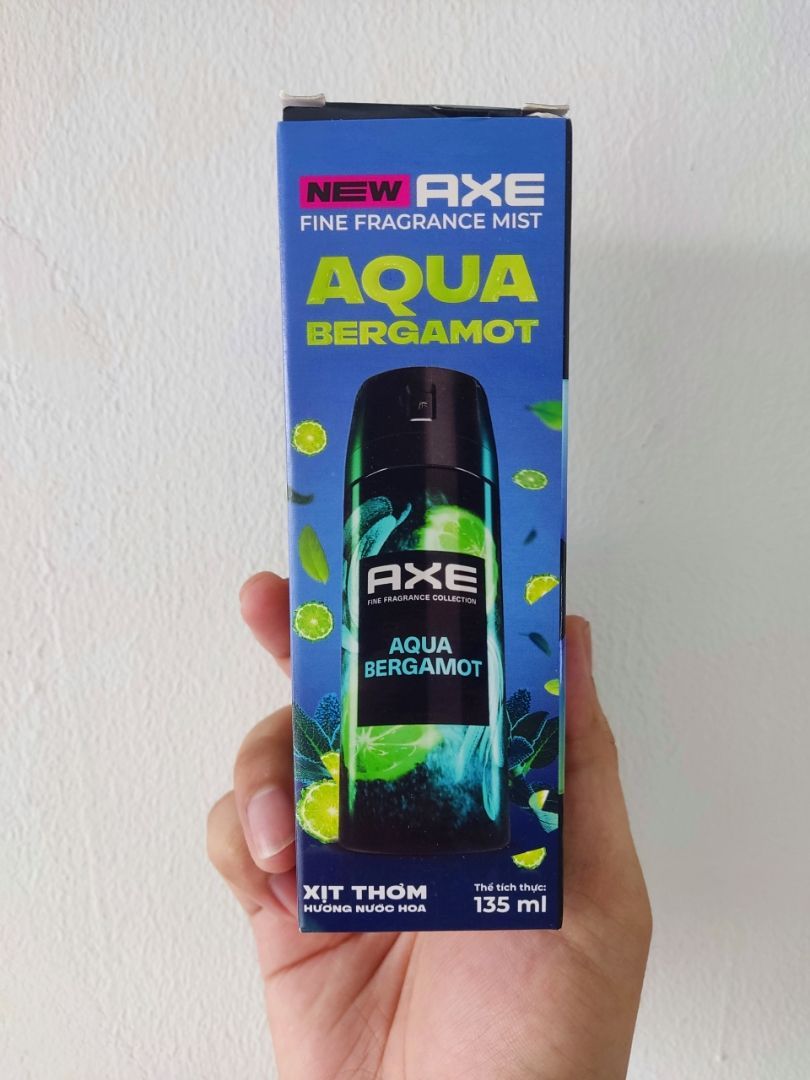 NEW AXE
FINE FRAGRANCE MIST
AQUA
BERGAMOT
AXE
FINE FRAGRANCE COLLECTION
AQUA
BERGAMOT
XỊT THƠM
HƯƠNG NƯỚC HOA
Thể tích thực:
135 ml